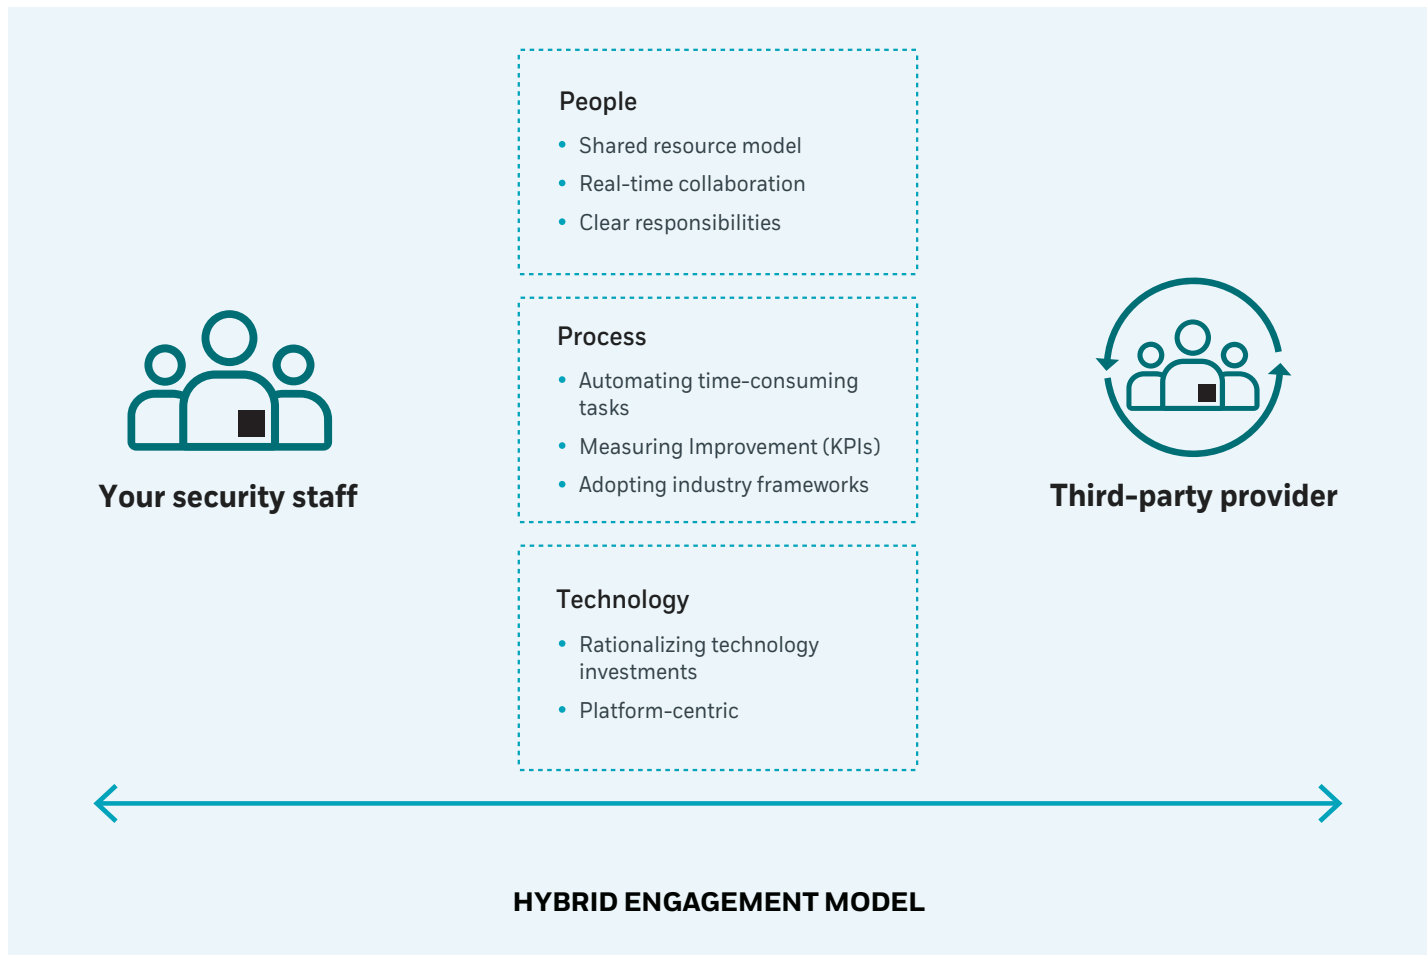 People
• Shared resource model
• Real-time collaboration
• Clear responsibilities
Process
• Automating time-consuming
tasks
• Measuring Improvement (KPIs)
• Adopting industry frameworks
Your security staff
Third-party provider
Technology
• Rationalizing technology
investments
• Platform-centric
HYBRID ENGAGEMENT MODEL